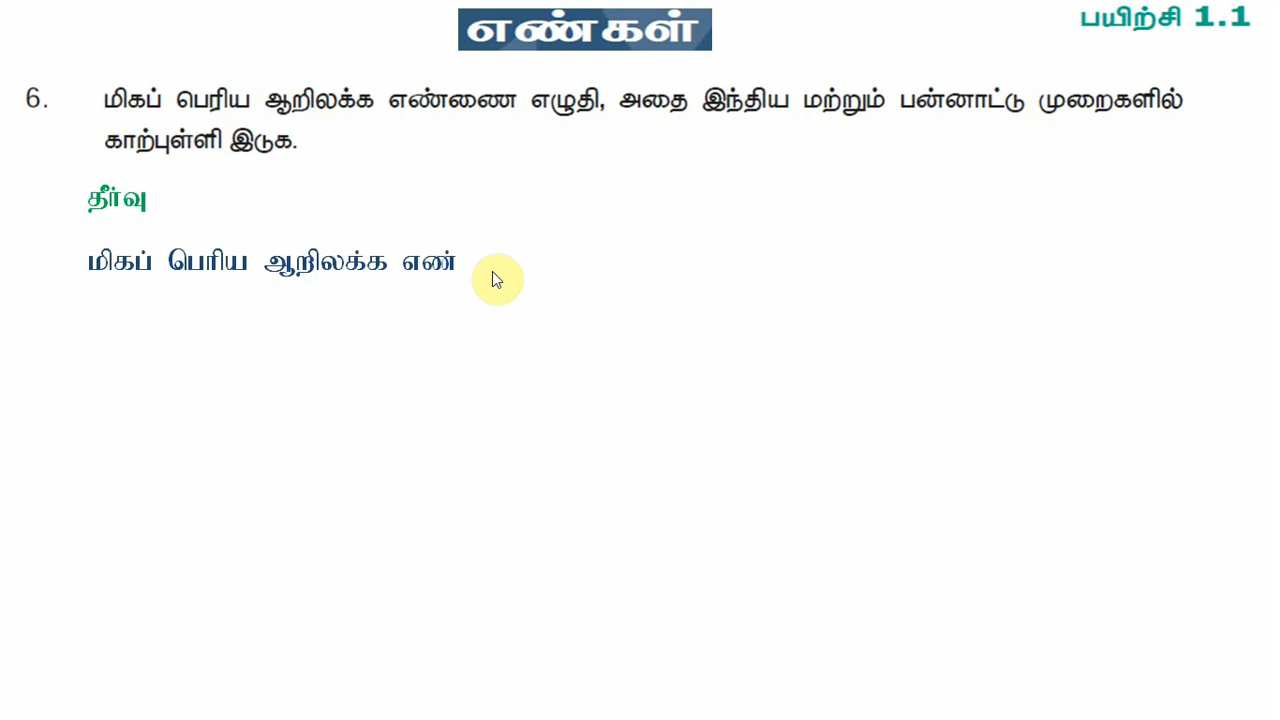 எண்கள்
பயிற்சி 1.1
6. மிகப் பெரிய ஆறிலக்க எண்ணை எழுதி, அதை இந்திய மற்றும் பன்னாட்டு முறைகளில்
காற்புள்ளி இடுக.
தீர்வு
மிகப் பெரிய ஆறிலக்க எண்